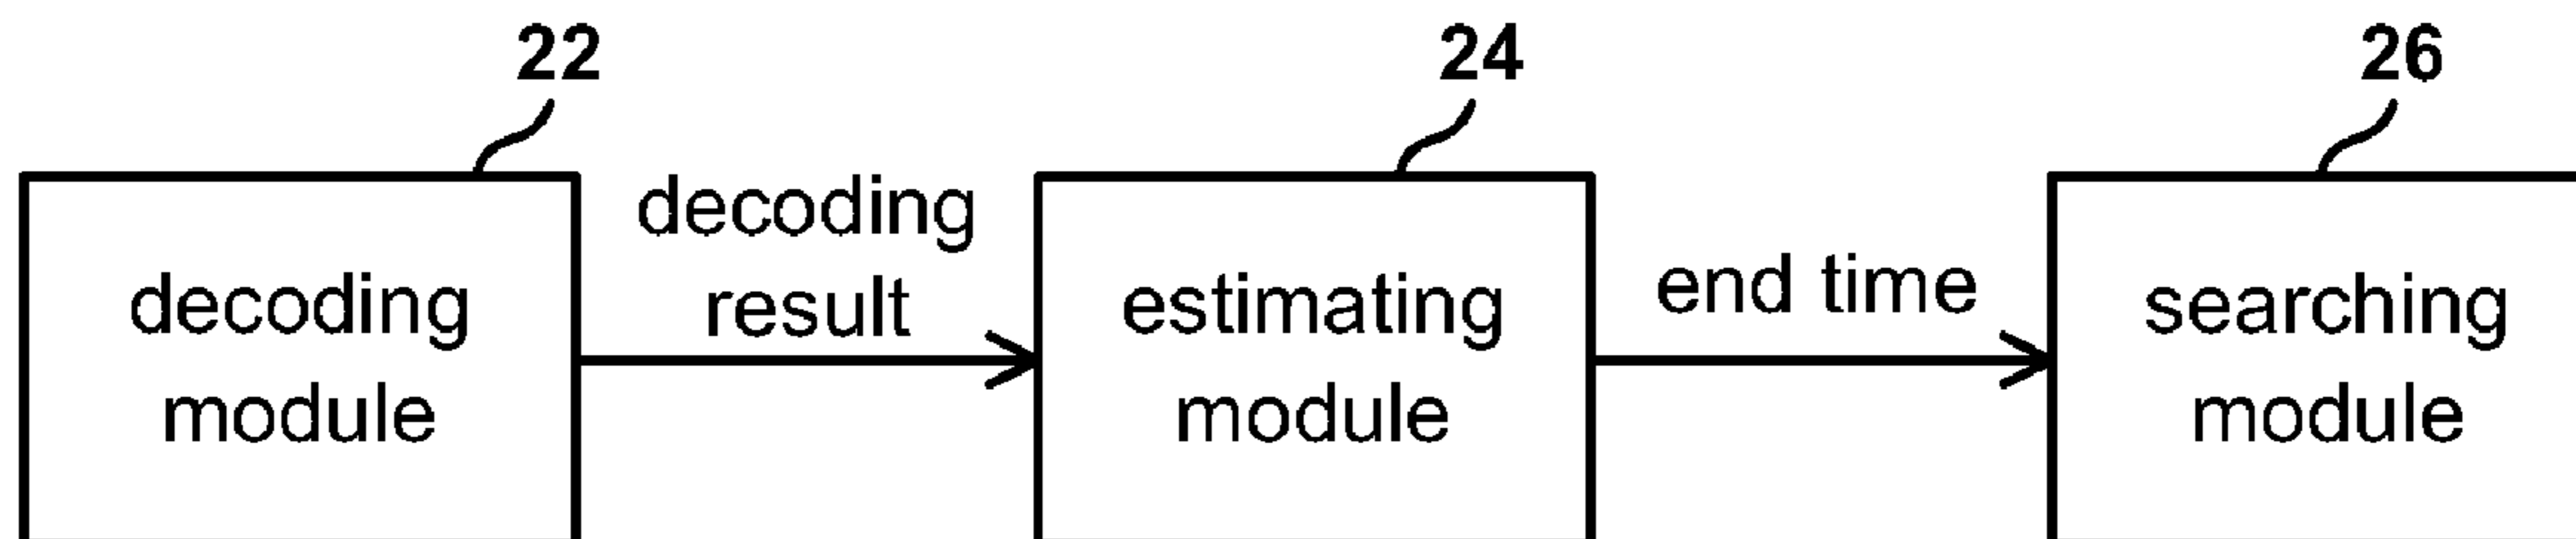 22
24
26
decoding
module
decoding
result
estimating
module
end time
searching
module